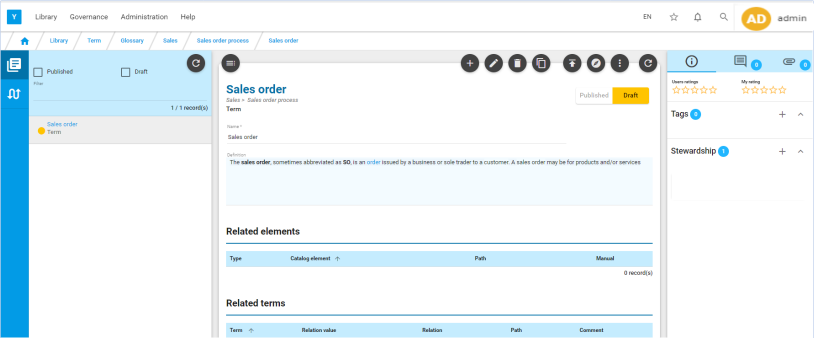 Y Library Governance Administration Help EN AD admin
Library Term Glossary Sales Sales order process Sales order
Published Draft
Filter
1 / 1 record(s)
Sales order
Term
Sales order
Sales > Sales order process
Term
Published Draft
Name *
Sales order
Definition
The sales order, sometimes abbreviated as SO, is an order issued by a business or sole trader to a customer. A sales order may be for products and/or services
Related elements
Type Catalog element Path Manual
0 record(s)
Related terms
Term Relation value Relation Path Comment
0 0
Users ratings My rating
Tags 0
Stewardship 1